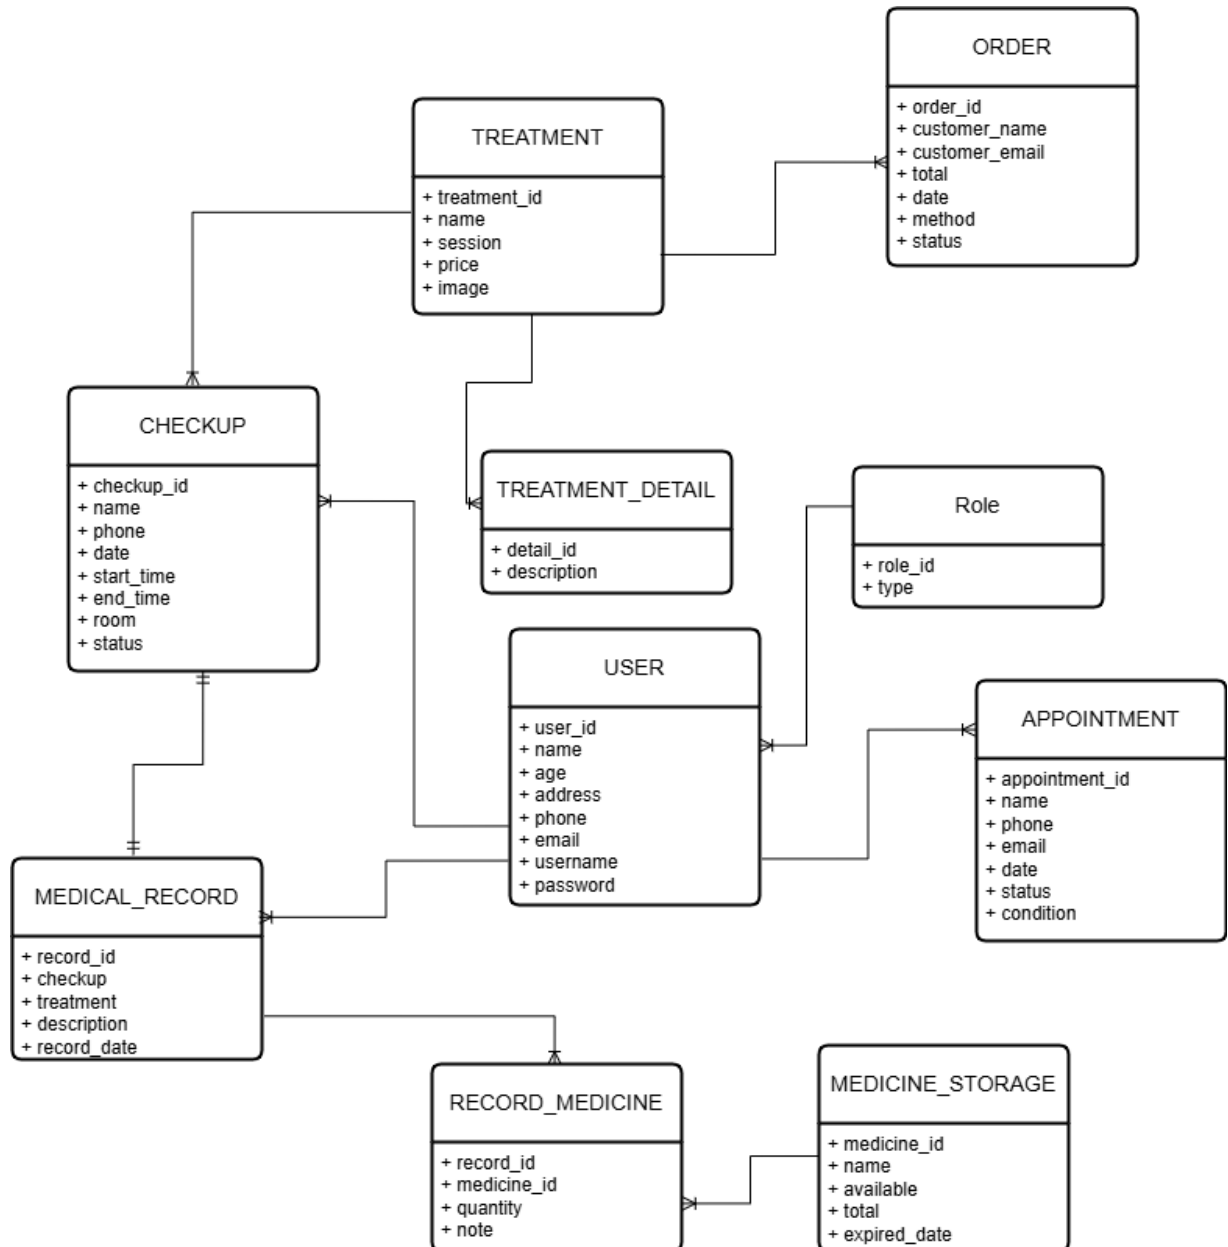 ORDER
+ order_id
+ customer_name
+ customer_email
+ total
+ date
+ method
+ status
TREATMENT
+ treatment_id
+ name
+ session
+ price
+ image
CHECKUP
+ checkup_id
+ name
+ phone
+ date
+ start_time
+ end_time
+ room
+ status
TREATMENT_DETAIL
+ detail_id
+ description
Role
+ role_id
+ type
USER
+ user_id
+ name
+ age
+ address
+ phone
+ email
+ username
+ password
APPOINTMENT
+ appointment_id
+ name
+ phone
+ email
+ date
+ status
+ condition
MEDICAL_RECORD
+ record_id
+ checkup
+ treatment
+ description
+ record_date
RECORD_MEDICINE
+ record_id
+ medicine_id
+ quantity
+ note
MEDICINE_STORAGE
+ medicine_id
+ name
+ available
+ total
+ expired_date